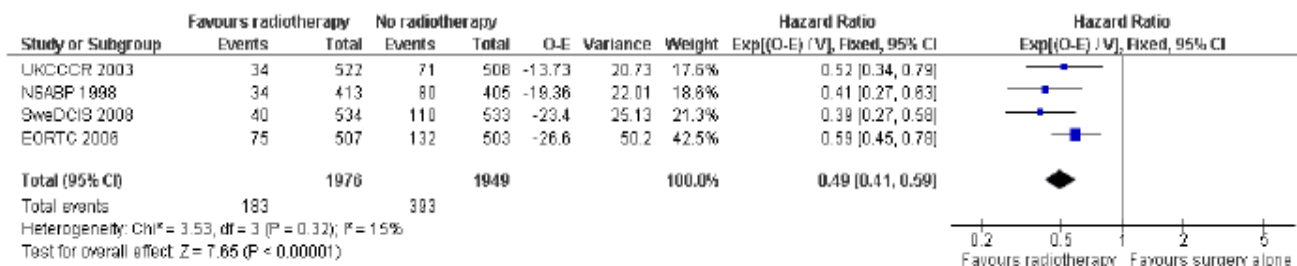 Favours radiotherapy No radiotherapy Hazard Ratio Hazard Ratio
Study or Subgroup Events Total Events Total O-E Variance Weight Exp[(O-E) / V], Fixed, 95% CI Exp[(O-E) / V], Fixed, 95% CI
UKCCCR 2003 34 522 71 508 -13.73 20.73 17.6% 0.52 [0.34, 0.79]
NSABP 1998 34 413 80 405 -19.36 22.01 18.6% 0.41 [0.27, 0.63]
SweDCIS 2008 40 534 110 533 -23.4 25.13 21.3% 0.39 [0.27, 0.58]
EORTC 2006 75 507 132 503 -26.6 50.2 42.5% 0.59 [0.45, 0.78]
Total (95% CI) 1976 1949 100.0% 0.49 [0.41, 0.59]
Total events 183 393
Heterogeneity: Chi² = 3.53, df = 3 (P = 0.32); I² = 15%
Test for overall effect: Z = 7.65 (P < 0.00001)
0.2 0.5 1 2 5
Favours radiotherapy Favours surgery alone